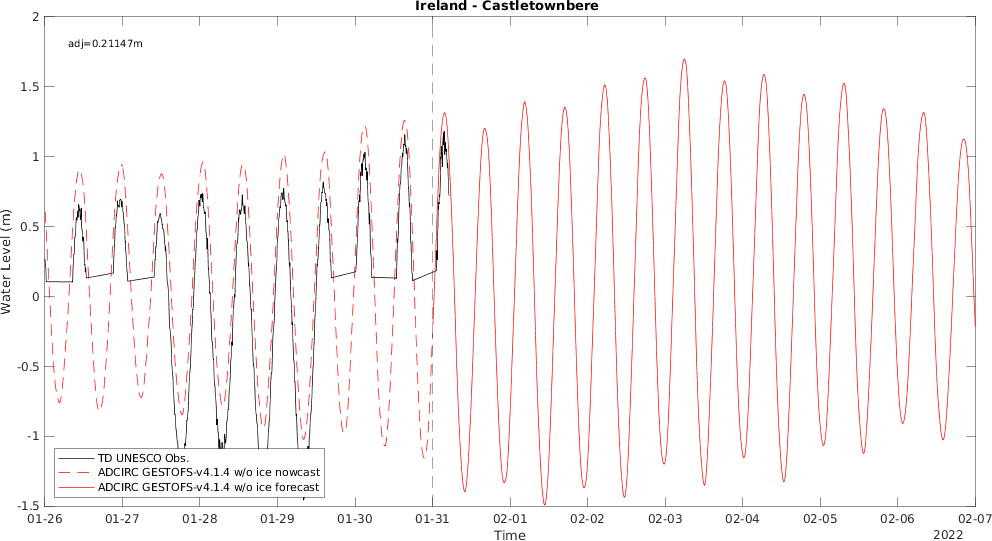 Ireland - Castletownbere
adj=0.21147m
2
1.5
1
0.5
0
-0.5
-1
-1.5
Water Level (m)
TD UNESCO Obs.
ADCIRC GESTOFS-v4.1.4 w/o ice nowcast
ADCIRC GESTOFS-v4.1.4 w/o ice forecast
01-26 01-27 01-28 01-29 01-30 01-31 02-01 02-02 02-03 02-04 02-05 02-06 02-07
Time
2022